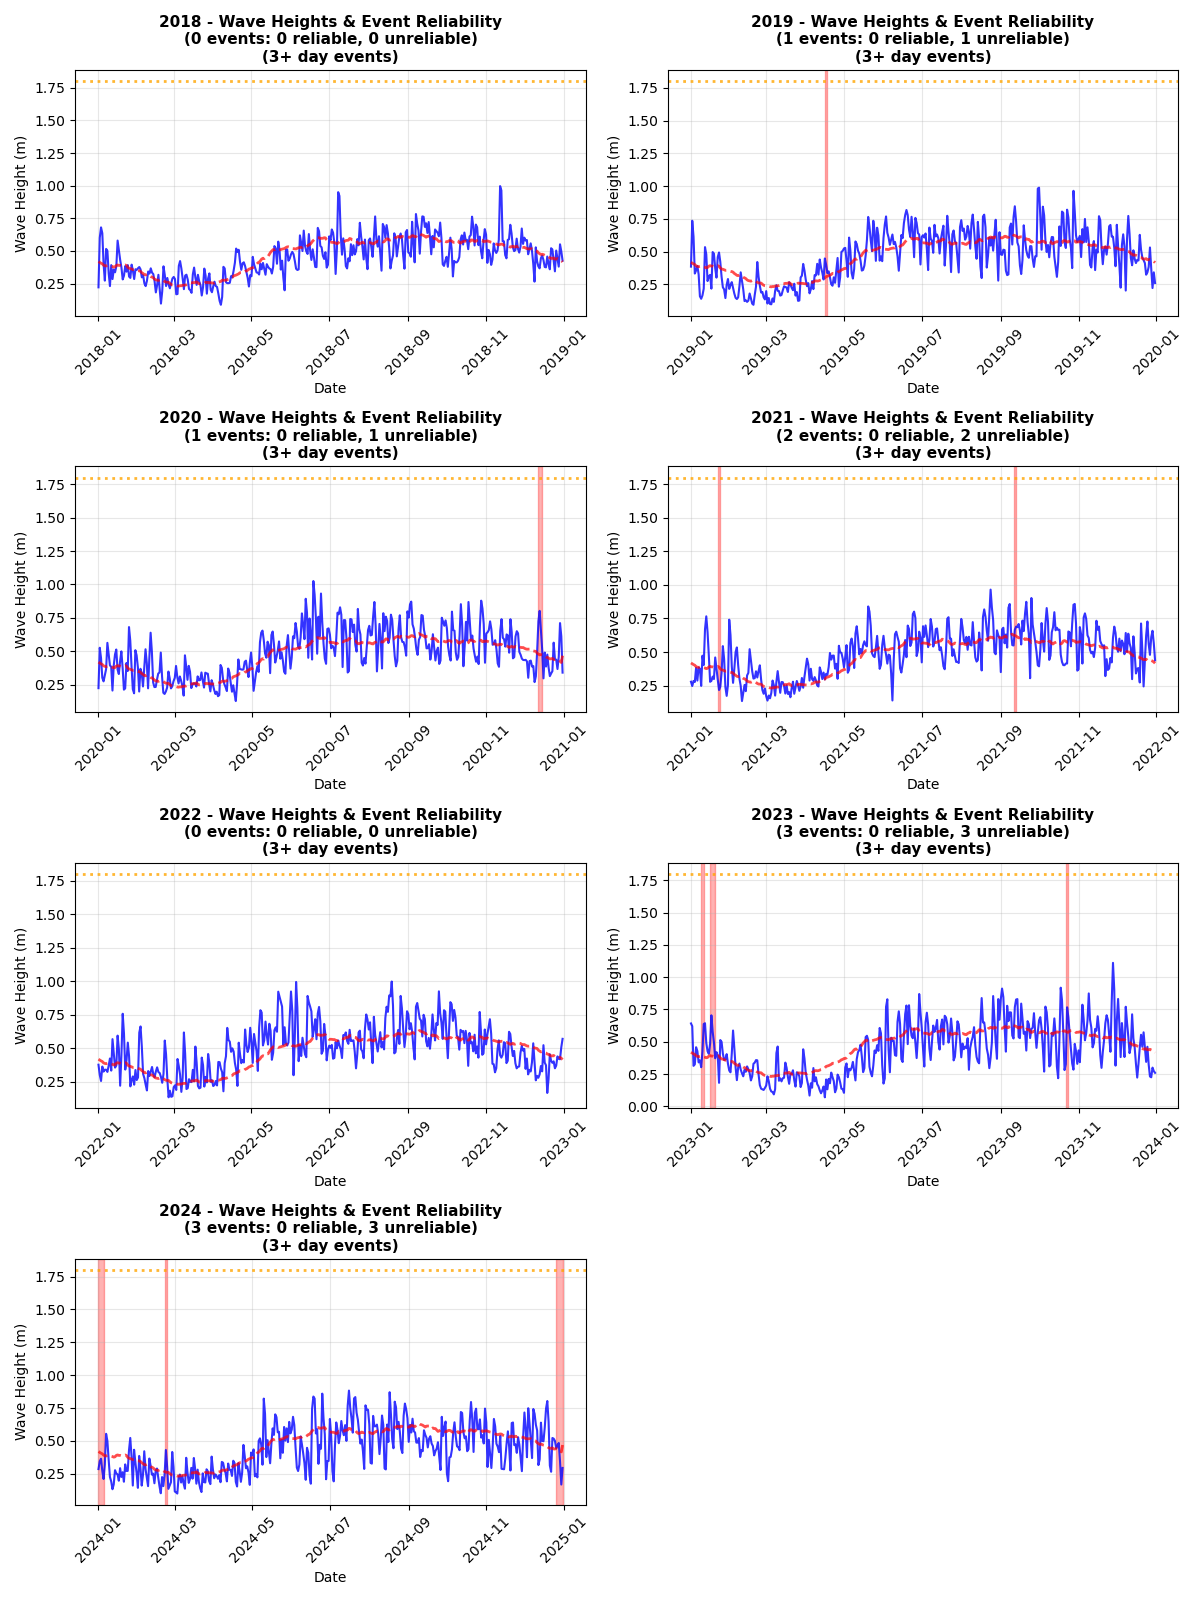 2018 - Wave Heights & Event Reliability
(0 events: 0 reliable, 0 unreliable)
(3+ day events)
Wave Height (m)
1.75
1.50
1.25
1.00
0.75
0.50
0.25
2018-01
2018-03
2018-05
2018-07
2018-09
2018-11
2019-01
Date
2019 - Wave Heights & Event Reliability
(1 events: 0 reliable, 1 unreliable)
(3+ day events)
Wave Height (m)
1.75
1.50
1.25
1.00
0.75
0.50
0.25
2019-01
2019-03
2019-05
2019-07
2019-09
2019-11
2020-01
Date
2020 - Wave Heights & Event Reliability
(1 events: 0 reliable, 1 unreliable)
(3+ day events)
Wave Height (m)
1.75
1.50
1.25
1.00
0.75
0.50
0.25
2020-01
2020-03
2020-05
2020-07
2020-09
2020-11
2021-01
Date
2021 - Wave Heights & Event Reliability
(2 events: 0 reliable, 2 unreliable)
(3+ day events)
Wave Height (m)
1.75
1.50
1.25
1.00
0.75
0.50
0.25
2021-01
2021-03
2021-05
2021-07
2021-09
2021-11
2022-01
Date
2022 - Wave Heights & Event Reliability
(0 events: 0 reliable, 0 unreliable)
(3+ day events)
Wave Height (m)
1.75
1.50
1.25
1.00
0.75
0.50
0.25
2022-01
2022-03
2022-05
2022-07
2022-09
2022-11
2023-01
Date
2023 - Wave Heights & Event Reliability
(3 events: 0 reliable, 3 unreliable)
(3+ day events)
Wave Height (m)
1.75
1.50
1.25
1.00
0.75
0.50
0.25
0.00
2023-01
2023-03
2023-05
2023-07
2023-09
2023-11
2024-01
Date
2024 - Wave Heights & Event Reliability
(3 events: 0 reliable, 3 unreliable)
(3+ day events)
Wave Height (m)
1.75
1.50
1.25
1.00
0.75
0.50
0.25
2024-01
2024-03
2024-05
2024-07
2024-09
2024-11
2025-01
Date